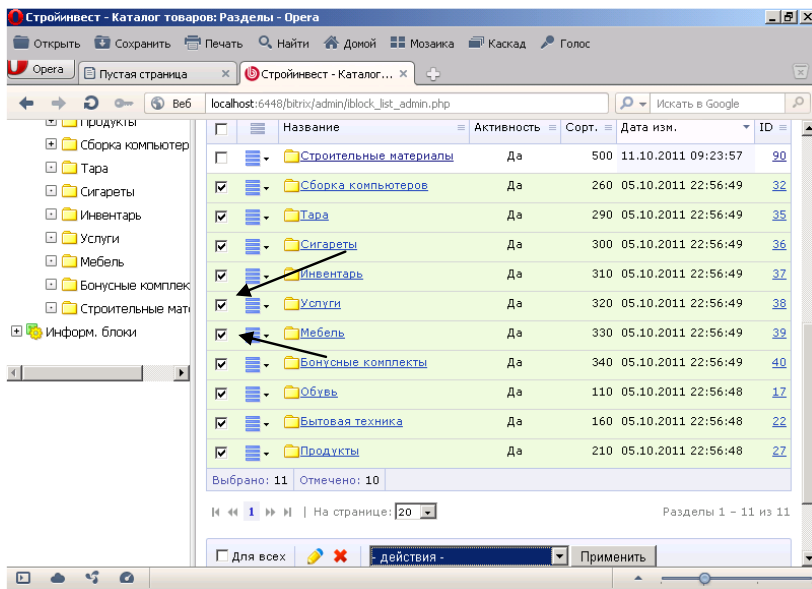 Стройинвест - Каталог товаров: Разделы - Opera
Открыть Сохранить Печать Найти Домой Мозаика Каскад Голос
Opera Пустая страница Стройинвест - Каталог...
Веб localhost:6448/bitrix/admin/iblock_list_admin.php Искать в Google
Продукты
Сборка компьютер
Тара
Сигареты
Инвентарь
Услуги
Мебель
Бонусные комплек
Строительные мат
Информ. блоки
Название Активность Сорт. Дата изм. ID
Строительные материалы Да 500 11.10.2011 09:23:57 90
Сборка компьютеров Да 260 05.10.2011 22:56:49 32
Тара Да 290 05.10.2011 22:56:49 35
Сигареты Да 300 05.10.2011 22:56:49 36
Инвентарь Да 310 05.10.2011 22:56:49 37
Услуги Да 320 05.10.2011 22:56:49 38
Мебель Да 330 05.10.2011 22:56:49 39
Бонусные комплекты Да 340 05.10.2011 22:56:49 40
Обувь Да 110 05.10.2011 22:56:48 17
Бытовая техника Да 160 05.10.2011 22:56:48 22
Продукты Да 210 05.10.2011 22:56:48 27
Выбрано: 11 Отмечено: 10
1 | На странице: 20 Разделы 1 – 11 из 11
Для всех - действия - Применить